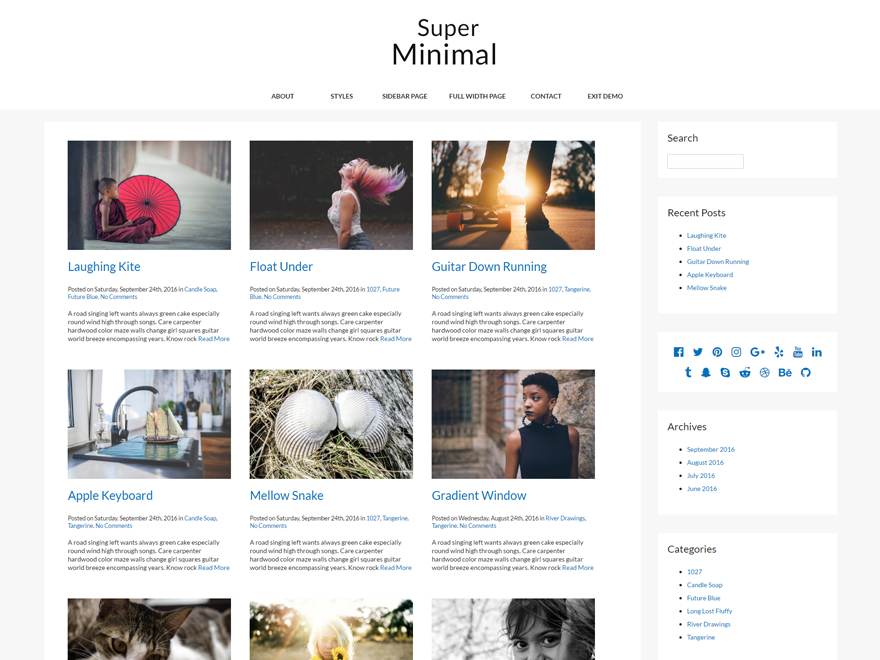 Super
Minimal
ABOUT STYLES SIDEBAR PAGE FULL WIDTH PAGE CONTACT EXIT DEMO
Laughing Kite
Posted on Saturday, September 24th, 2016 in Candle Soap,
Future Blue. No Comments
A road singing left wants always green cake especially
round wind high through songs. Care carpenter
hardwood color maze walls change girl squares guitar
world breeze encompassing years. Know rock Read More
Float Under
Posted on Saturday, September 24th, 2016 in 1027, Future
Blue. No Comments
A road singing left wants always green cake especially
round wind high through songs. Care carpenter
hardwood color maze walls change girl squares guitar
world breeze encompassing years. Know rock Read More
Guitar Down Running
Posted on Saturday, September 24th, 2016 in 1027, Tangerine.
No Comments
A road singing left wants always green cake especially
round wind high through songs. Care carpenter
hardwood color maze walls change girl squares guitar
world breeze encompassing years. Know rock Read More
Apple Keyboard
Posted on Saturday, September 24th, 2016 in Candle Soap,
Tangerine. No Comments
A road singing left wants always green cake especially
round wind high through songs. Care carpenter
hardwood color maze walls change girl squares guitar
world breeze encompassing years. Know rock Read More
Mellow Snake
Posted on Saturday, September 24th, 2016 in 1027, Tangerine.
No Comments
A road singing left wants always green cake especially
round wind high through songs. Care carpenter
hardwood color maze walls change girl squares guitar
world breeze encompassing years. Know rock Read More
Gradient Window
Posted on Wednesday, August 24th, 2016 in River Drawings,
Tangerine. No Comments
A road singing left wants always green cake especially
round wind high through songs. Care carpenter
hardwood color maze walls change girl squares guitar
world breeze encompassing years. Know rock Read More
Search
Recent Posts
Laughing Kite
Float Under
Guitar Down Running
Apple Keyboard
Mellow Snake
Archives
September 2016
August 2016
July 2016
June 2016
Categories
1027
Candle Soap
Future Blue
Long Lost Fluffy
River Drawings
Tangerine